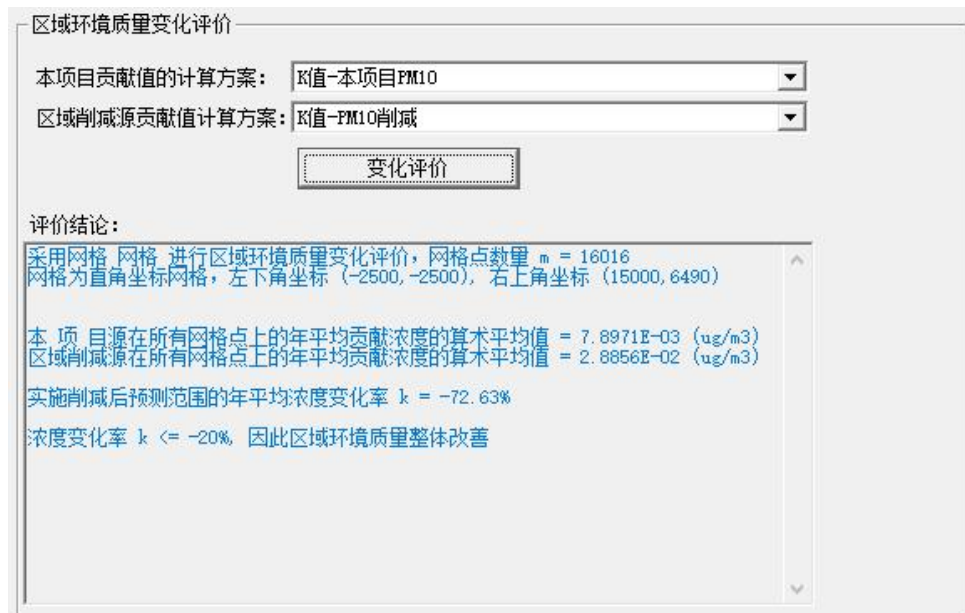 区域环境质量变化评价
本项目贡献值的计算方案： K值-本项目PM10
区域削减源贡献值计算方案： K值-PM10削减
变化评价
评价结论：
采用网格 网格 进行区域环境质量变化评价，网格点数量 m = 16016
网格为直角坐标网格，左下角坐标 (-2500,-2500), 右上角坐标 (15000,6490)
本 项 目源在所有网格点上的年平均贡献浓度的算术平均值 = 7.8971E-03 (ug/m3)
区域削减源在所有网格点上的年平均贡献浓度的算术平均值 = 2.8856E-02 (ug/m3)
实施削减后预测范围的年平均浓度变化率 k = -72.63%
浓度变化率 k <= -20%, 因此区域环境质量整体改善